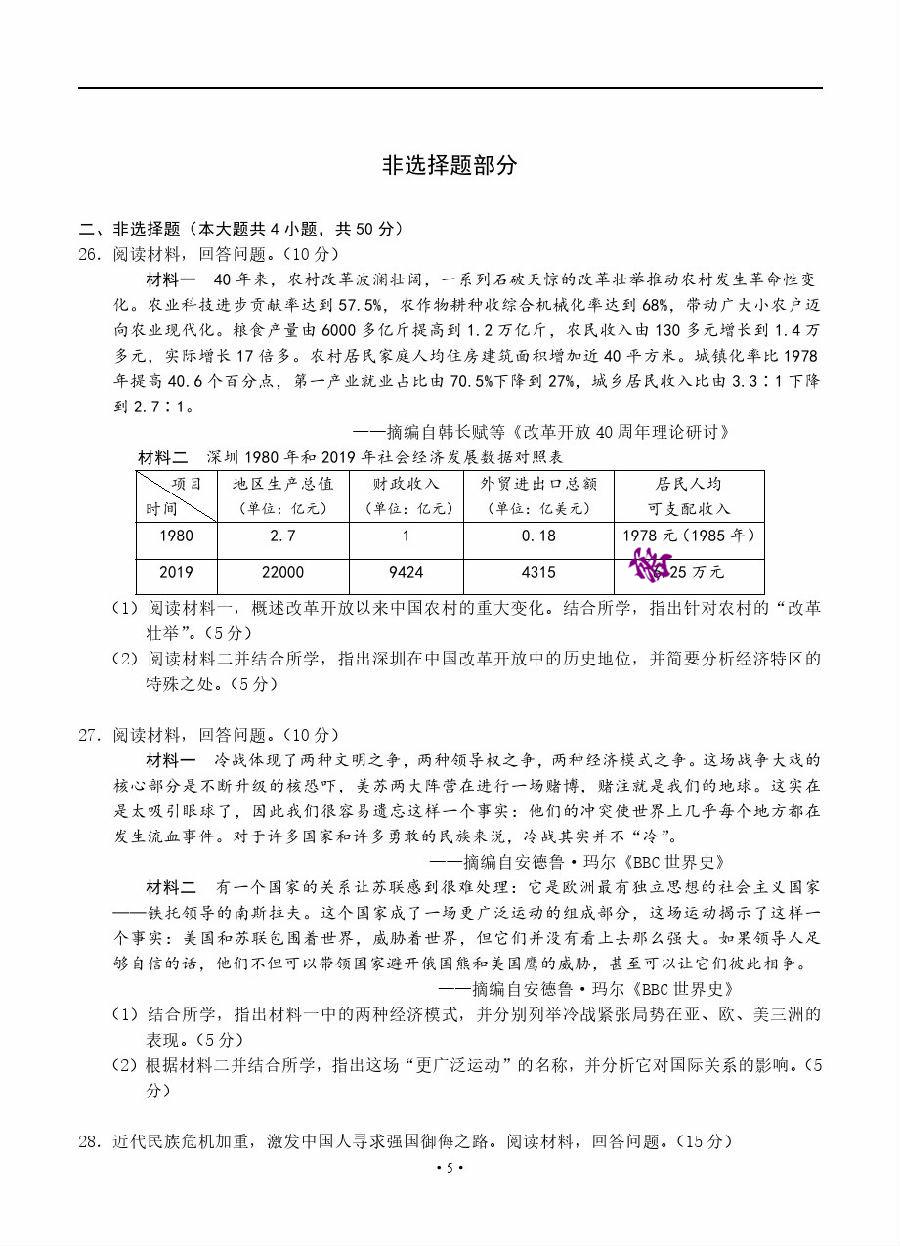 非选择题部分
二、非选择题（本大题共 4 小题，共 50 分）
26．阅读材料，回答问题。（10 分）
材料一　40 年来，农村改革波澜壮阔，一系列石破天惊的改革壮举推动农村发生革命性变
化。农业科技进步贡献率达到 57.5%，农作物耕种收综合机械化率达到 68%，带动广大小农户迈
向农业现代化。粮食产量由 6000 多亿斤提高到 1.2 万亿斤，农民收入由 130 多元增长到 1.4 万
多元，实际增长 17 倍多。农村居民家庭人均住房建筑面积增加近 40 平方米。城镇化率比 1978
年提高 40.6 个百分点，第一产业就业占比由 70.5%下降到 27%，城乡居民收入比由 3.3∶1 下降
到 2.7∶1。
——摘编自韩长赋等《改革开放 40 周年理论研讨》
材料二　深圳 1980 年和 2019 年社会经济发展数据对照表
项目 地区生产总值 财政收入 外贸进出口总额 居民人均
时间 （单位：亿元） （单位：亿元） （单位：亿美元） 可支配收入
1980 2.7 1 0.18 1978 元（1985 年）
2019 22000 9424 4315 25 万元
（1）阅读材料一，概述改革开放以来中国农村的重大变化。结合所学，指出针对农村的“改革
壮举”。（5 分）
（2）阅读材料二并结合所学，指出深圳在中国改革开放中的历史地位，并简要分析经济特区的
特殊之处。（5 分）
27．阅读材料，回答问题。（10 分）
材料一　冷战体现了两种文明之争，两种领导权之争，两种经济模式之争。这场战争大戏的
核心部分是不断升级的核恐吓，美苏两大阵营在进行一场赌博，赌注就是我们的地球。这实在
是太吸引眼球了，因此我们很容易遗忘这样一个事实：他们的冲突使世界上几乎每个地方都在
发生流血事件。对于许多国家和许多勇敢的民族来说，冷战其实并不“冷”。
——摘编自安德鲁·玛尔《BBC 世界史》
材料二　有一个国家的关系让苏联感到很难处理：它是欧洲最有独立思想的社会主义国家
——铁托领导的南斯拉夫。这个国家成了一场更广泛运动的组成部分，这场运动揭示了这样一
个事实：美国和苏联包围着世界，威胁着世界，但它们并没有看上去那么强大。如果领导人足
够自信的话，他们不但可以带领国家避开俄国熊和美国鹰的威胁，甚至可以让它们彼此相争。
——摘编自安德鲁·玛尔《BBC 世界史》
（1）结合所学，指出材料一中的两种经济模式，并分别列举冷战紧张局势在亚、欧、美三洲的
表现。（5 分）
（2）根据材料二并结合所学，指出这场“更广泛运动”的名称，并分析它对国际关系的影响。（5
分）
28．近代民族危机加重，激发中国人寻求强国御侮之路。阅读材料，回答问题。（15 分）
·5·